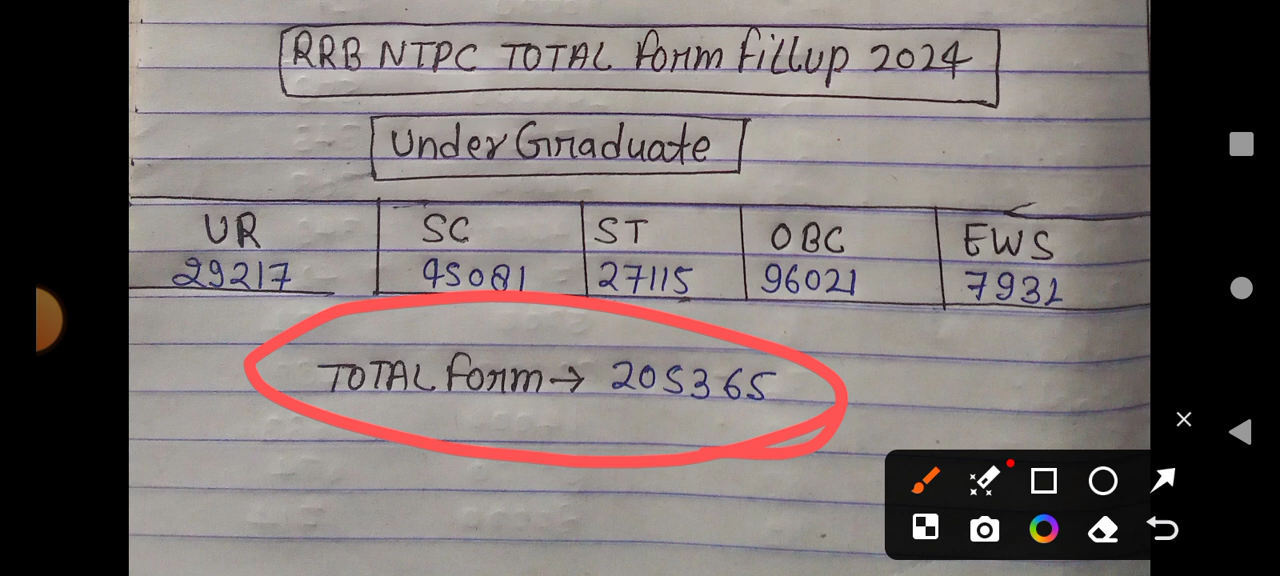 RRB NTPC TOTAL Form Fillup 2024
Under Graduate
UR SC ST OBC EWS
29217 45081 27115 96021 7931
TOTAL Form → 205365